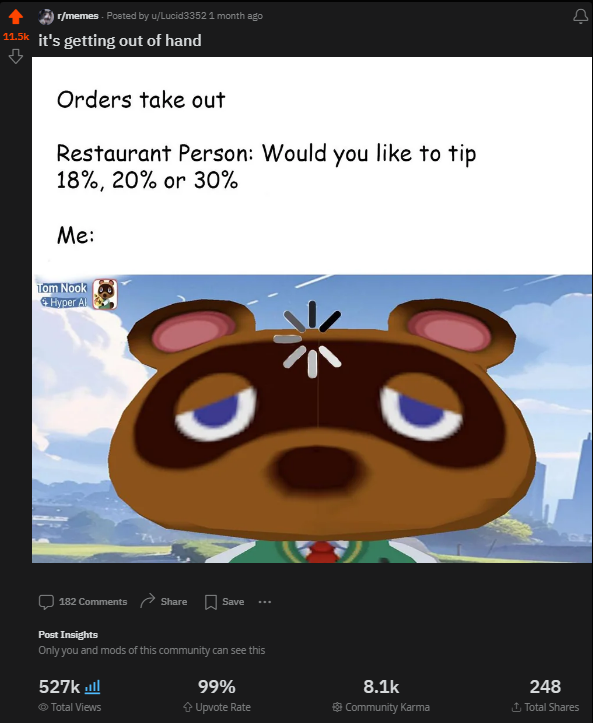 r/memes · Posted by u/Lucid3352 1 month ago
11.5k
it's getting out of hand
Orders take out
Restaurant Person: Would you like to tip
18%, 20% or 30%
Me:
Tom Nook
Hyper AI
182 Comments Share Save ···
Post Insights
Only you and mods of this community can see this
527k 99% 8.1k 248
Total Views Upvote Rate Community Karma Total Shares